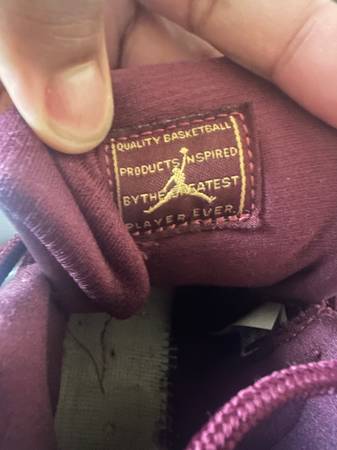 QUALITY BASKETBALL
PRODUCTS INSPIRED
BY THE GREATEST
PLAYER EVER.